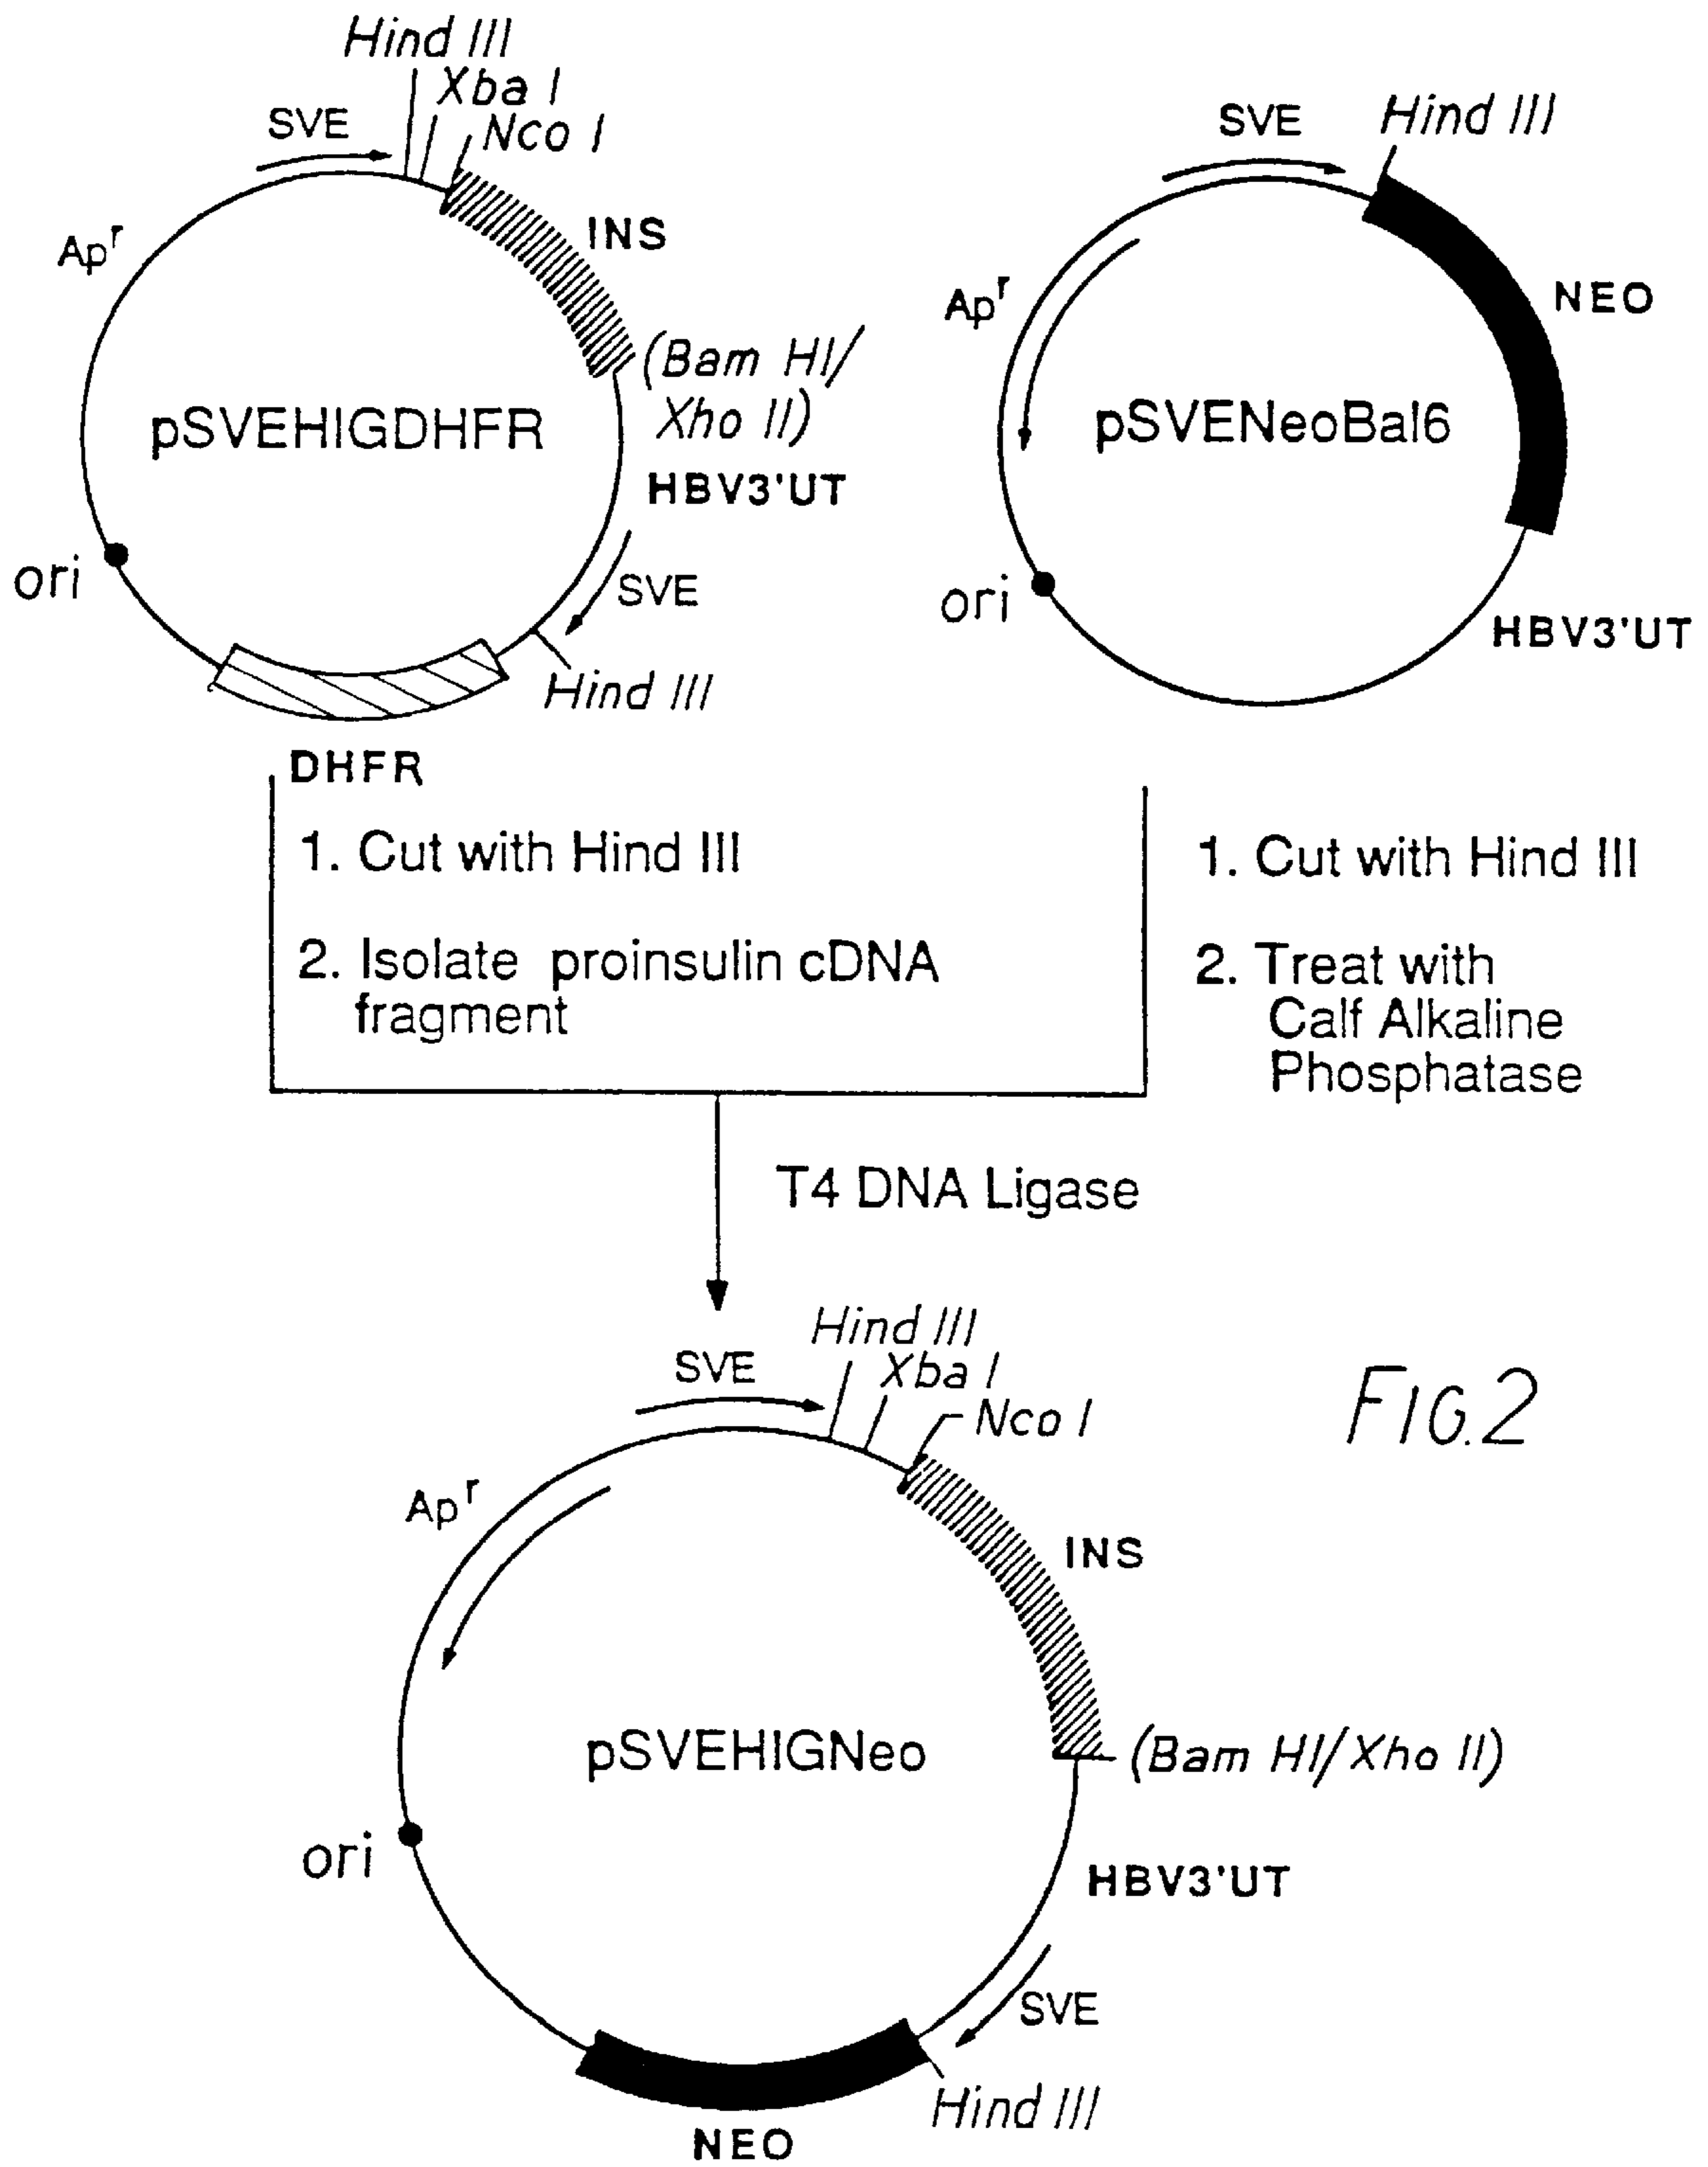 Hind III
Xba I
Nco I
SVE
INS
Apr
(Bam HI/
Xho II)
pSVEHIGDHFR
HBV3'UT
ori
SVE
Hind III
DHFR
SVE
Hind III
NEO
Apr
pSVENeoBal6
ori
HBV3'UT
1. Cut with Hind III
2. Isolate proinsulin cDNA
fragment
1. Cut with Hind III
2. Treat with
Calf Alkaline
Phosphatase
T4 DNA Ligase
Hind III
SVE
Xba I
Nco I
FIG.2
Apr
INS
pSVEHIGNeo
(Bam HI/Xho II)
ori
HBV3'UT
SVE
Hind III
NEO